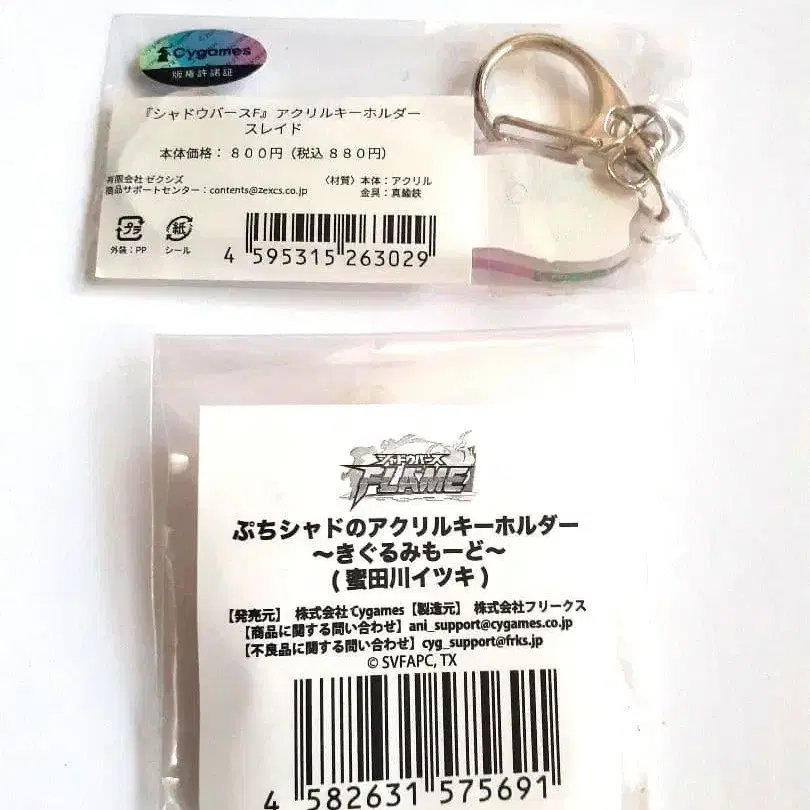 Cygames
版権許諾証
『シャドウバースF』アクリルキーホルダー
スレイド
本体価格：８００円（税込８８０円）
有限会社ゼクシズ 〈材質〉本体：アクリル
商品サポートセンター：contents@zexcs.co.jp 金具：真鍮鉄
プラ 紙
外装：PP シール
4 595315 263029
シャドウバース
FLAME
ぷちシャドのアクリルキーホルダー
～きぐるみもーど～
(蜜田川イツキ)
【発売元】 株式会社Cygames【製造元】 株式会社フリークス
【商品に関する問い合わせ】ani_support@cygames.co.jp
【不良品に関する問い合わせ】cyg_support@frks.jp
© SVFAPC, TX
4 582631 575691